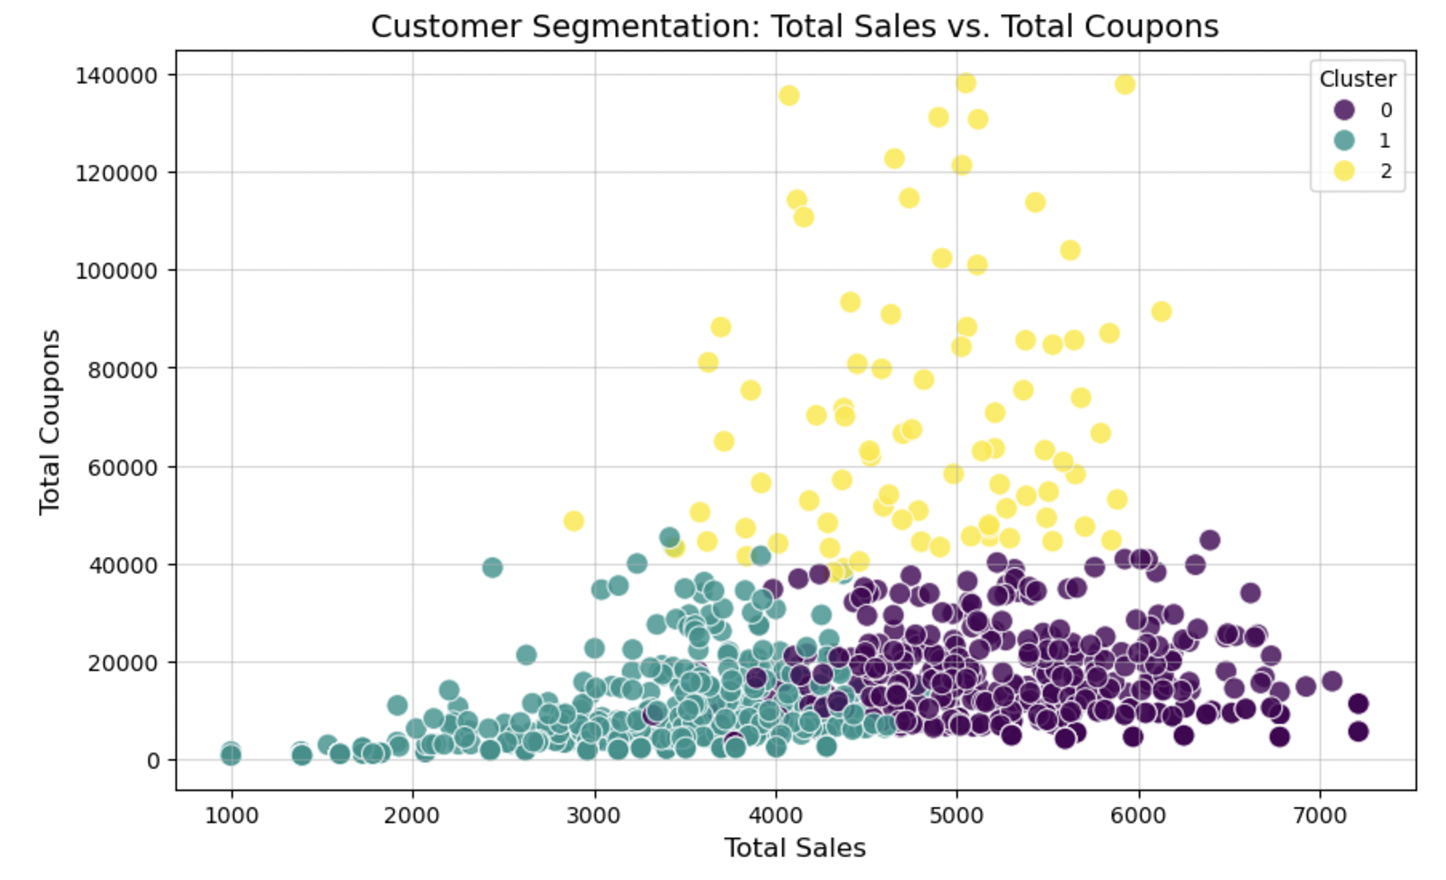 Customer Segmentation: Total Sales vs. Total Coupons
Cluster
0
1
2
Total Coupons
140000
120000
100000
80000
60000
40000
20000
0
1000 2000 3000 4000 5000 6000 7000
Total Sales